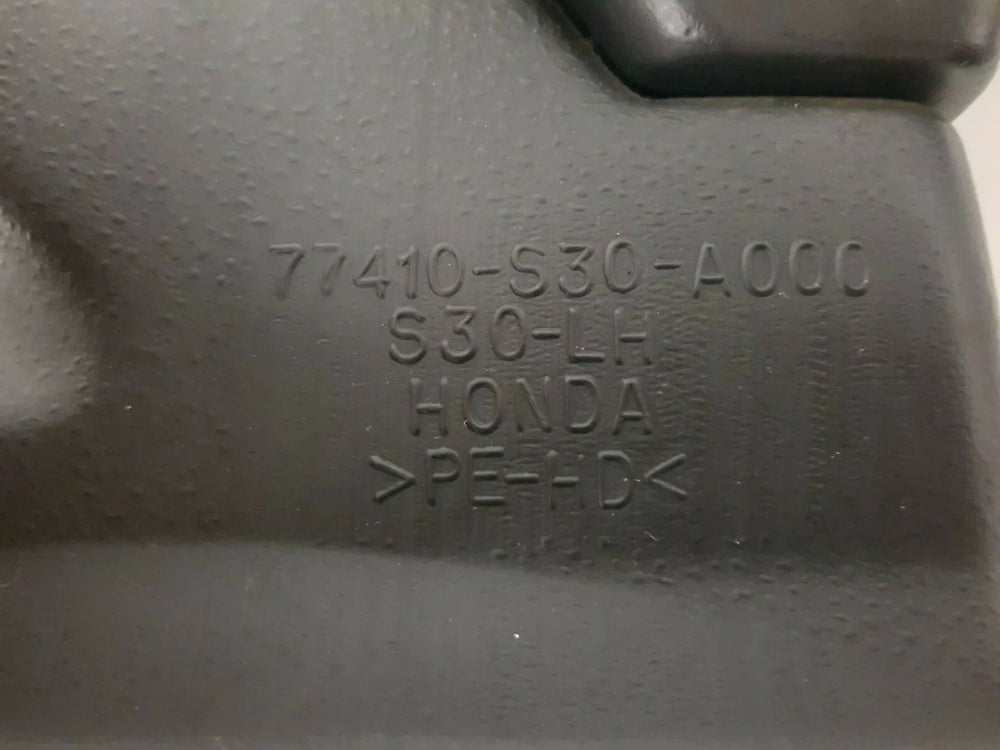 77410-S30-A000
S30-LH
HONDA
>PE-HD<